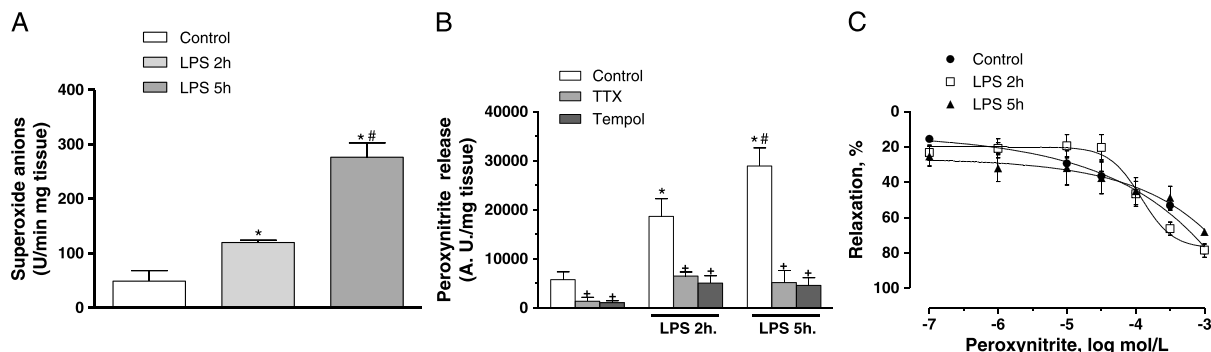 A
Control
LPS 2h
LPS 5h
Superoxide anions
(U/min mg tissue)
400
300
200
100
0
*
* #
B
Control
TTX
Tempol
Peroxynitrite release
(A. U./mg tissue)
40000
30000
20000
10000
0
+
+
*
+
+
* #
+
+
LPS 2h.
LPS 5h.
C
Control
LPS 2h
LPS 5h
Relaxation, %
0
20
40
60
80
100
-7
-6
-5
-4
-3
Peroxynitrite, log mol/L